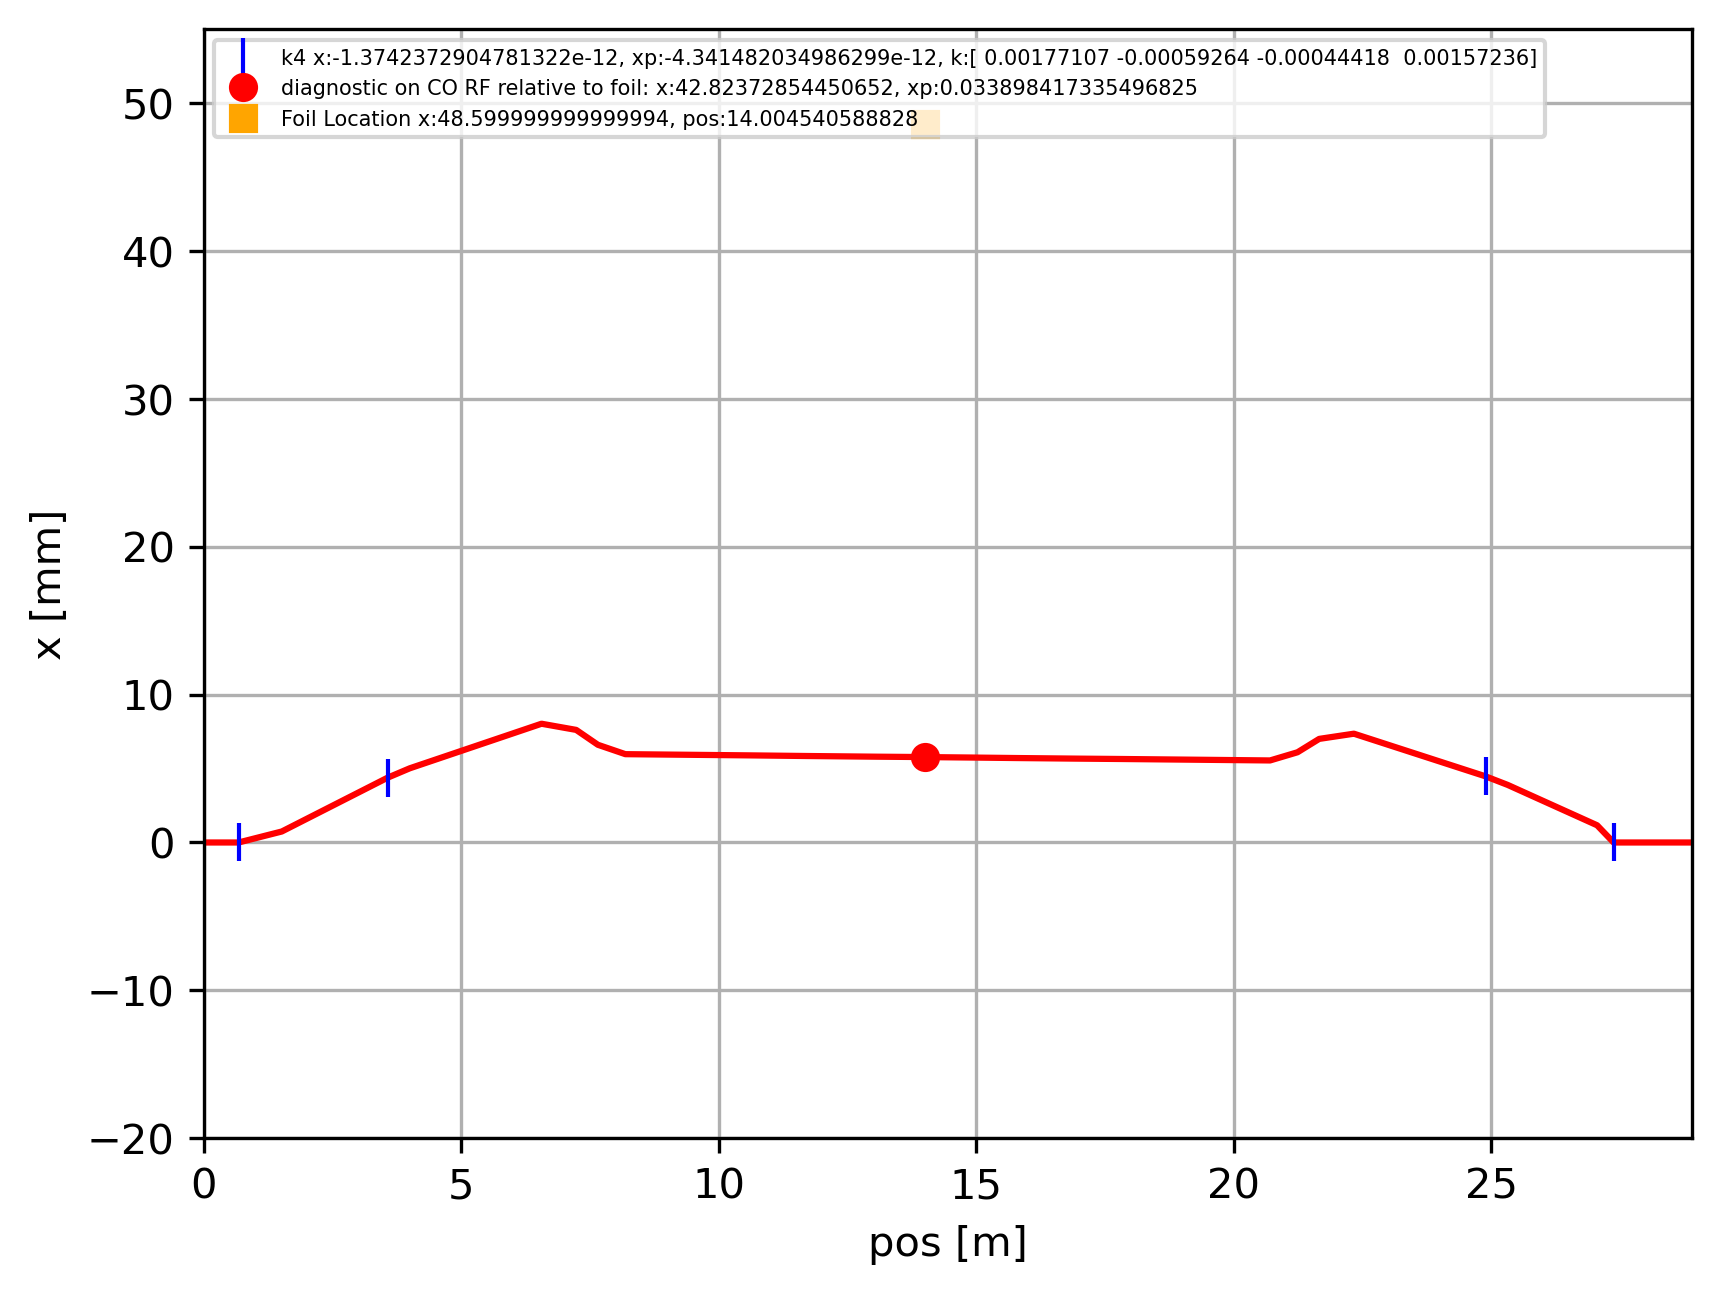 k4 x:-1.3742372904781322e-12, xp:-4.341482034986299e-12, k:[ 0.00177107 -0.00059264 -0.00044418  0.00157236]
diagnostic on CO RF relative to foil: x:42.82372854450652, xp:0.033898417335496825
Foil Location x:48.599999999999994, pos:14.004540588828
50
40
30
20
10
0
−10
−20
x [mm]
0 5 10 15 20 25
pos [m]